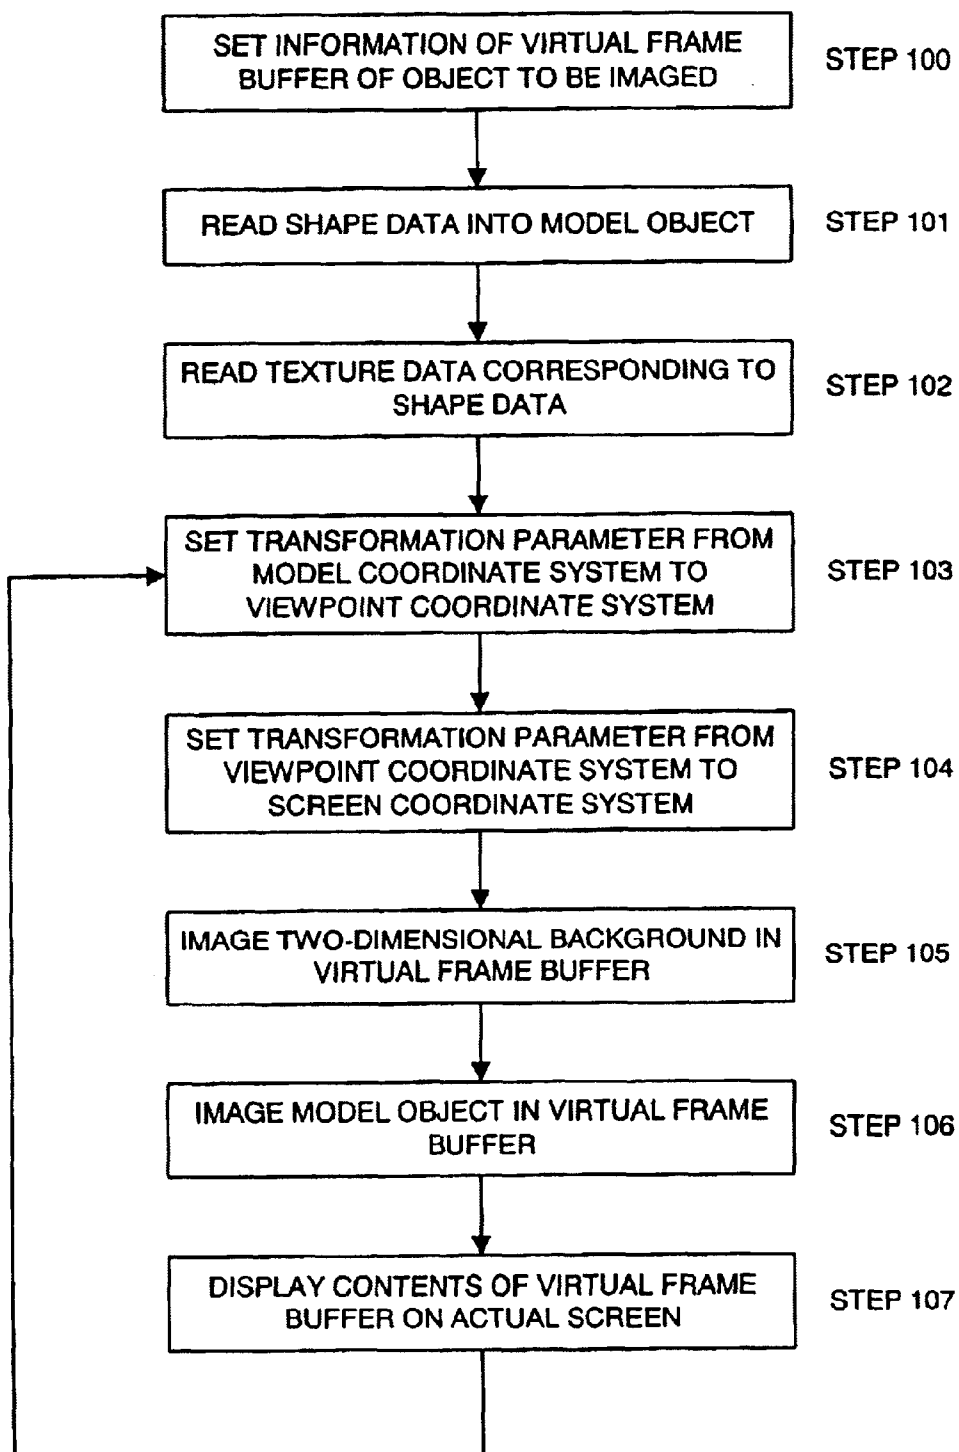 SET INFORMATION OF VIRTUAL FRAME
BUFFER OF OBJECT TO BE IMAGED
STEP 100
READ SHAPE DATA INTO MODEL OBJECT
STEP 101
READ TEXTURE DATA CORRESPONDING TO
SHAPE DATA
STEP 102
SET TRANSFORMATION PARAMETER FROM
MODEL COORDINATE SYSTEM TO
VIEWPOINT COORDINATE SYSTEM
STEP 103
SET TRANSFORMATION PARAMETER FROM
VIEWPOINT COORDINATE SYSTEM TO
SCREEN COORDINATE SYSTEM
STEP 104
IMAGE TWO-DIMENSIONAL BACKGROUND IN
VIRTUAL FRAME BUFFER
STEP 105
IMAGE MODEL OBJECT IN VIRTUAL FRAME
BUFFER
STEP 106
DISPLAY CONTENTS OF VIRTUAL FRAME
BUFFER ON ACTUAL SCREEN
STEP 107